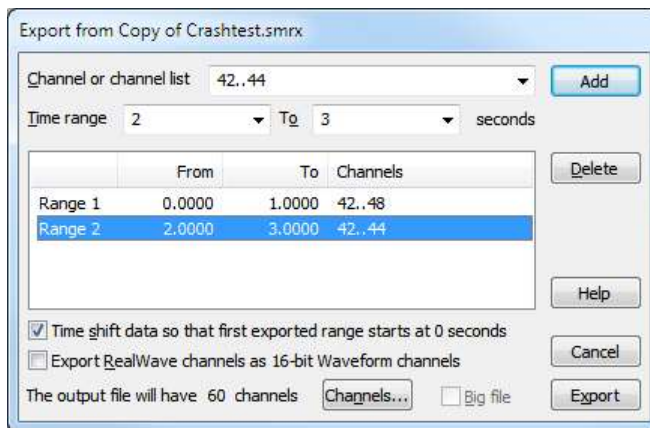 Export from Copy of Crashtest.smrx
Channel or channel list 42..44 Add
Time range 2 To 3 seconds
From To Channels Delete
Range 1 0.0000 1.0000 42..48
Range 2 2.0000 3.0000 42..44
Help
Time shift data so that first exported range starts at 0 seconds
Export RealWave channels as 16-bit Waveform channels Cancel
The output file will have 60 channels Channels... Big file Export